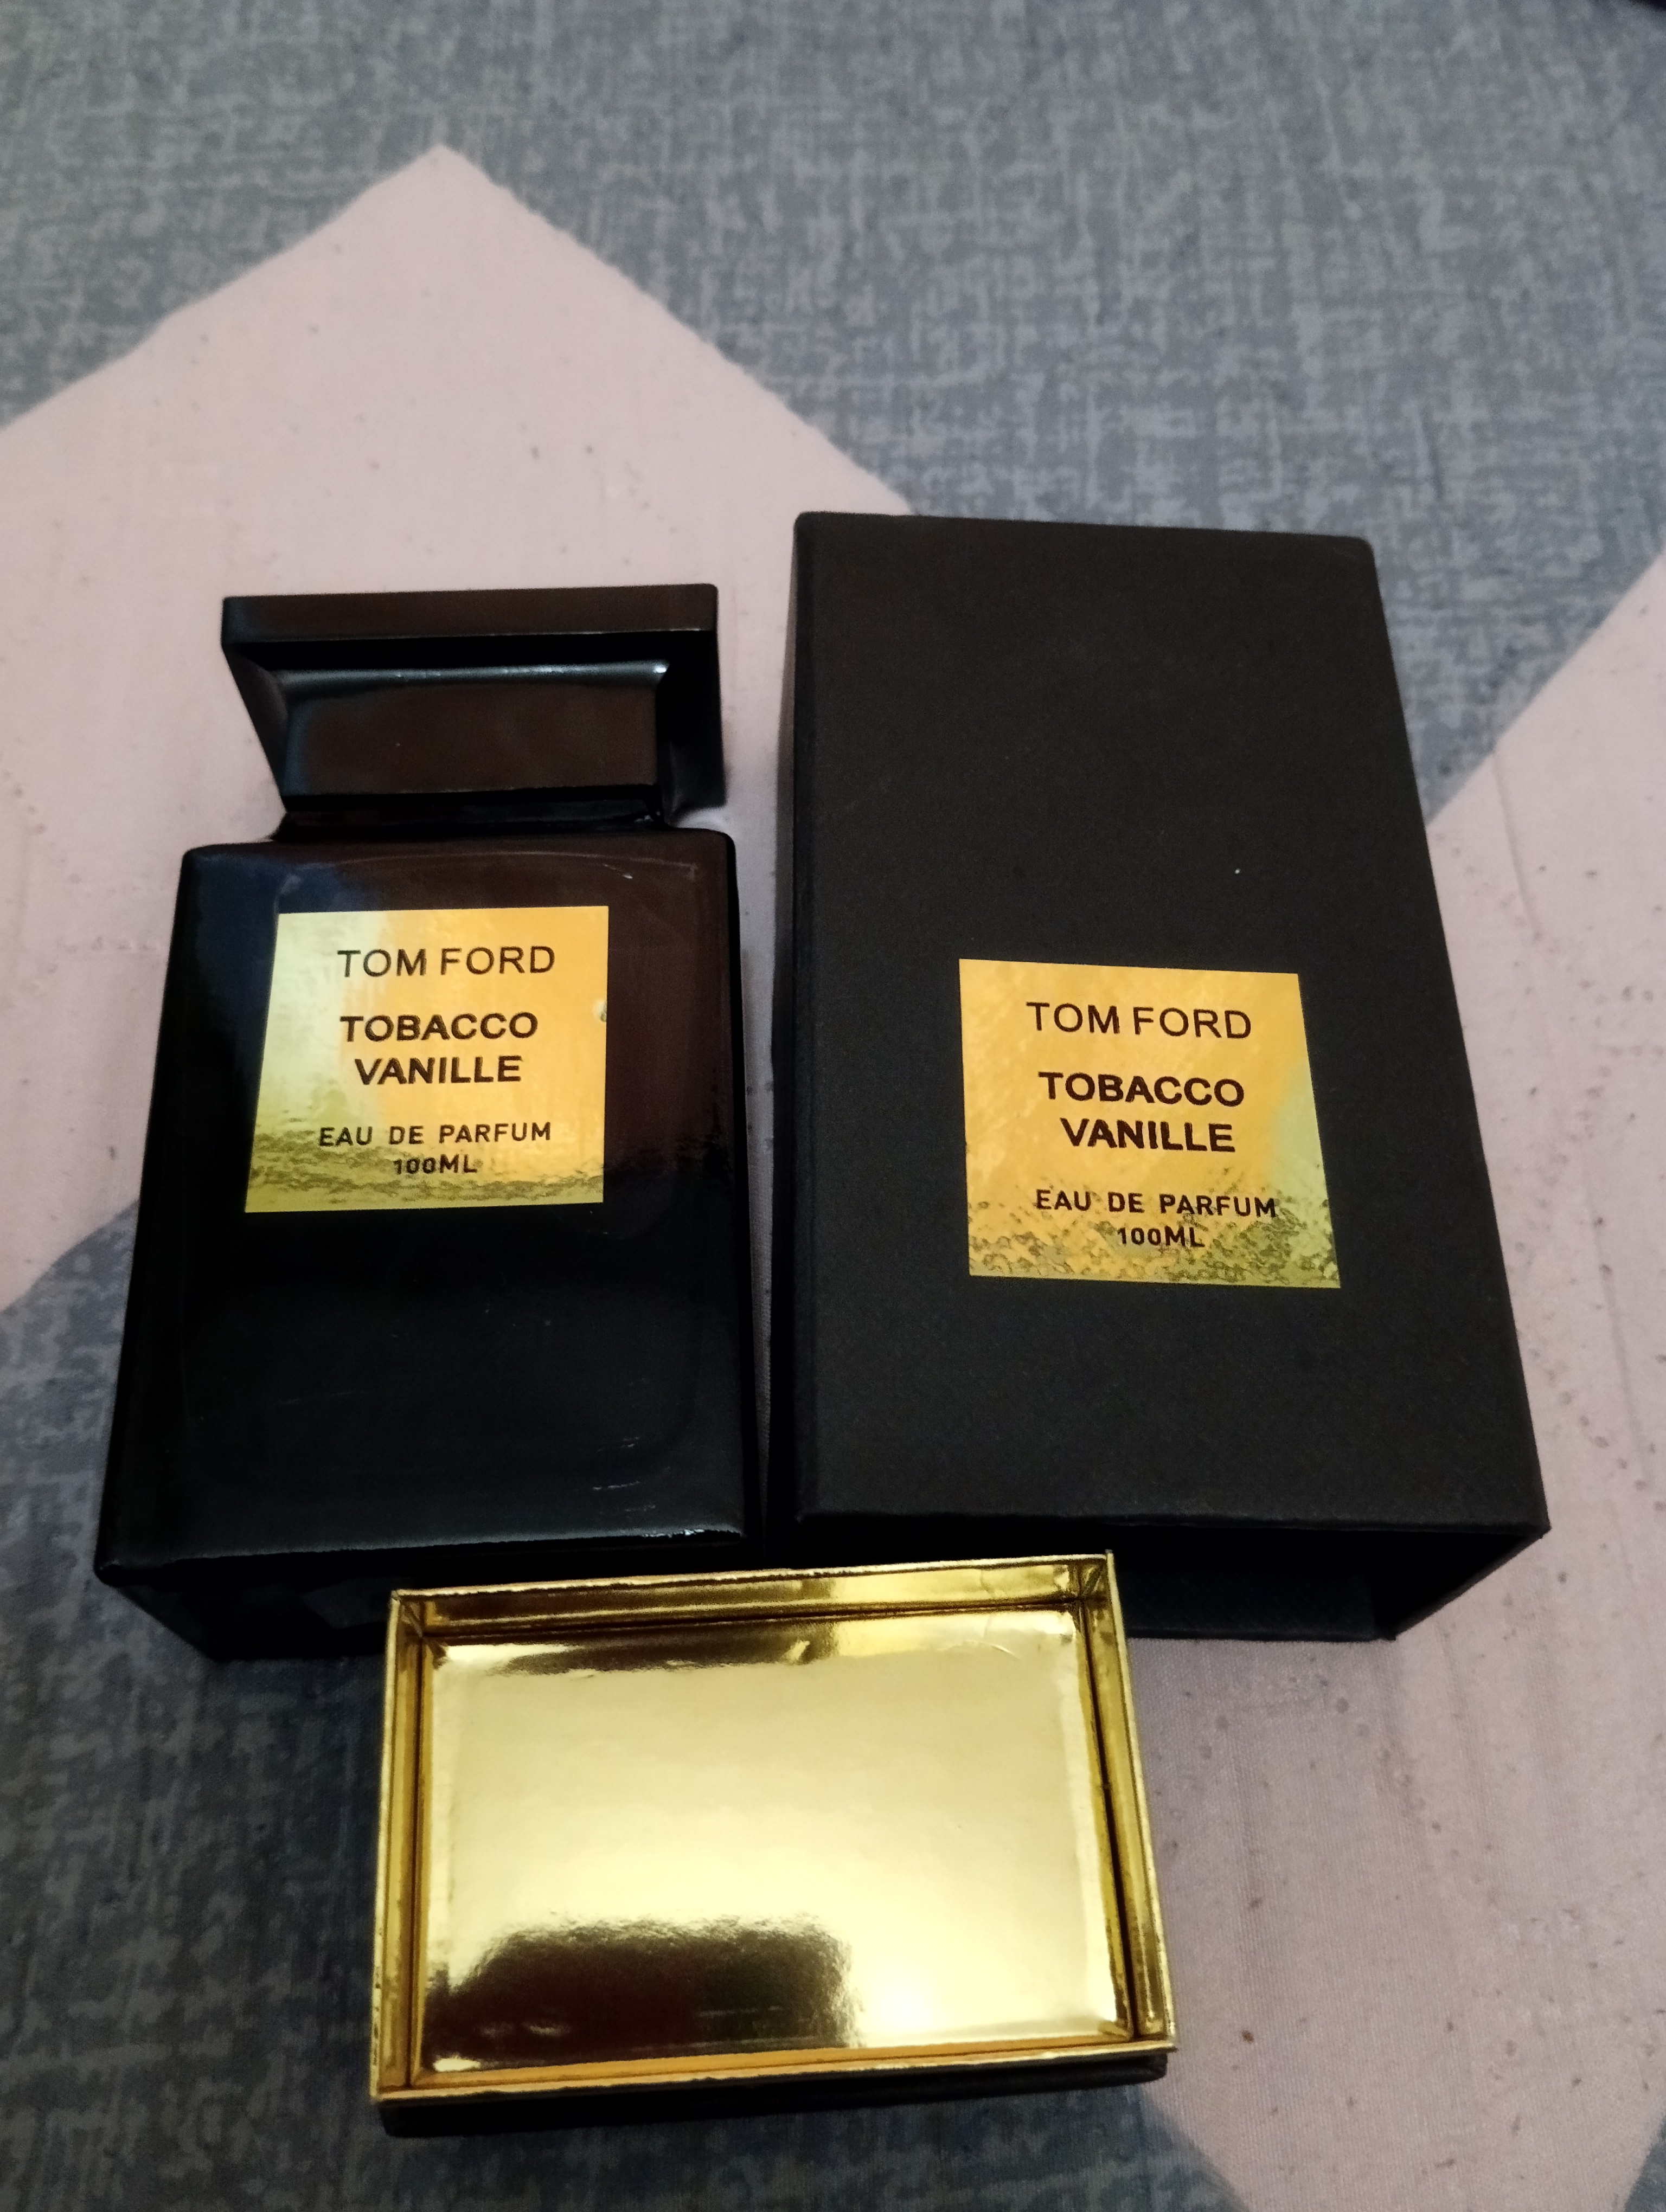 TOM FORD
TOBACCO
VANILLE
EAU DE PARFUM
100ML
TOM FORD
TOBACCO
VANILLE
EAU DE PARFUM
100ML